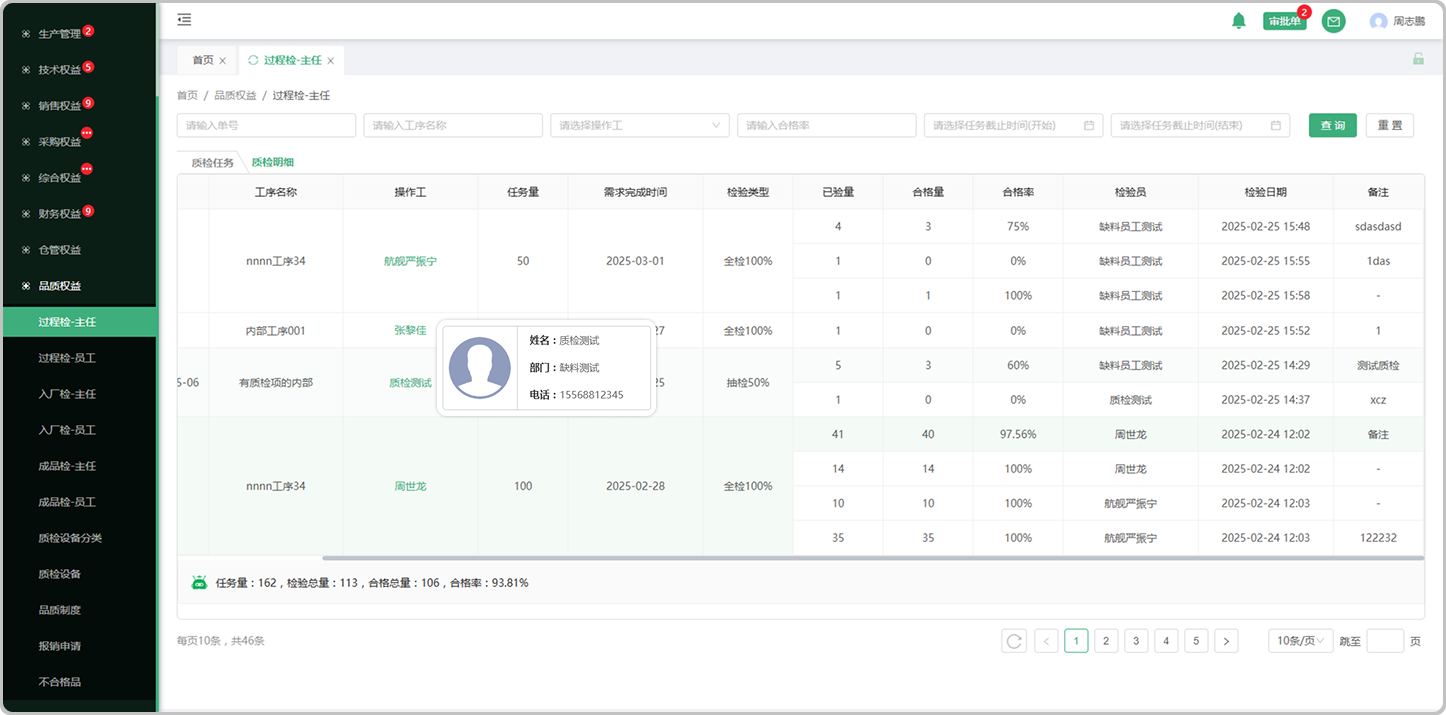 生产管理 2
技术权益 5
销售权益 9
采购权益 •••
综合权益 •••
财务权益 9
仓管权益
品质权益
过程检-主任
过程检-员工
入厂检-主任
入厂检-员工
成品检-主任
成品检-员工
质检设备分类
质检设备
品质制度
报销申请
不合格品
审批单 2 周志鹏
首页 × 过程检-主任 ×
首页 / 品质权益 / 过程检-主任
请输入单号 请输入工序名称 请选择操作工 请输入合格率 请选择任务截止时间(开始) 请选择任务截止时间(结束) 查 询 重 置
质检任务 质检明细
工序名称 操作工 任务量 需求完成时间 检验类型 已验量 合格量 合格率 检验员 检验日期 备注
4 3 75% 缺料员工测试 2025-02-25 15:48 sdasdasd
nnnn工序34 航舰严振宁 50 2025-03-01 全检100% 1 0 0% 缺料员工测试 2025-02-25 15:55 1das
1 1 100% 缺料员工测试 2025-02-25 15:58 -
内部工序001 张黎佳 27 全检100% 1 0 0% 缺料员工测试 2025-02-25 15:52 1
5 3 60% 缺料员工测试 2025-02-25 14:29 测试质检
5-06 有质检项的内部 质检测试 25 抽检50%
1 0 0% 质检测试 2025-02-25 14:37 xcz
姓名：质检测试
部门：缺料测试
电话：15568812345
41 40 97.56% 周世龙 2025-02-24 12:02 备注
14 14 100% 周世龙 2025-02-24 12:02 -
nnnn工序34 周世龙 100 2025-02-28 全检100%
10 10 100% 航舰严振宁 2025-02-24 12:03 -
35 35 100% 航舰严振宁 2025-02-24 12:03 122232
任务量：162，检验总量：113，合格总量：106，合格率：93.81%
每页10条，共46条 < 1 2 3 4 5 > 10条/页 跳至 页